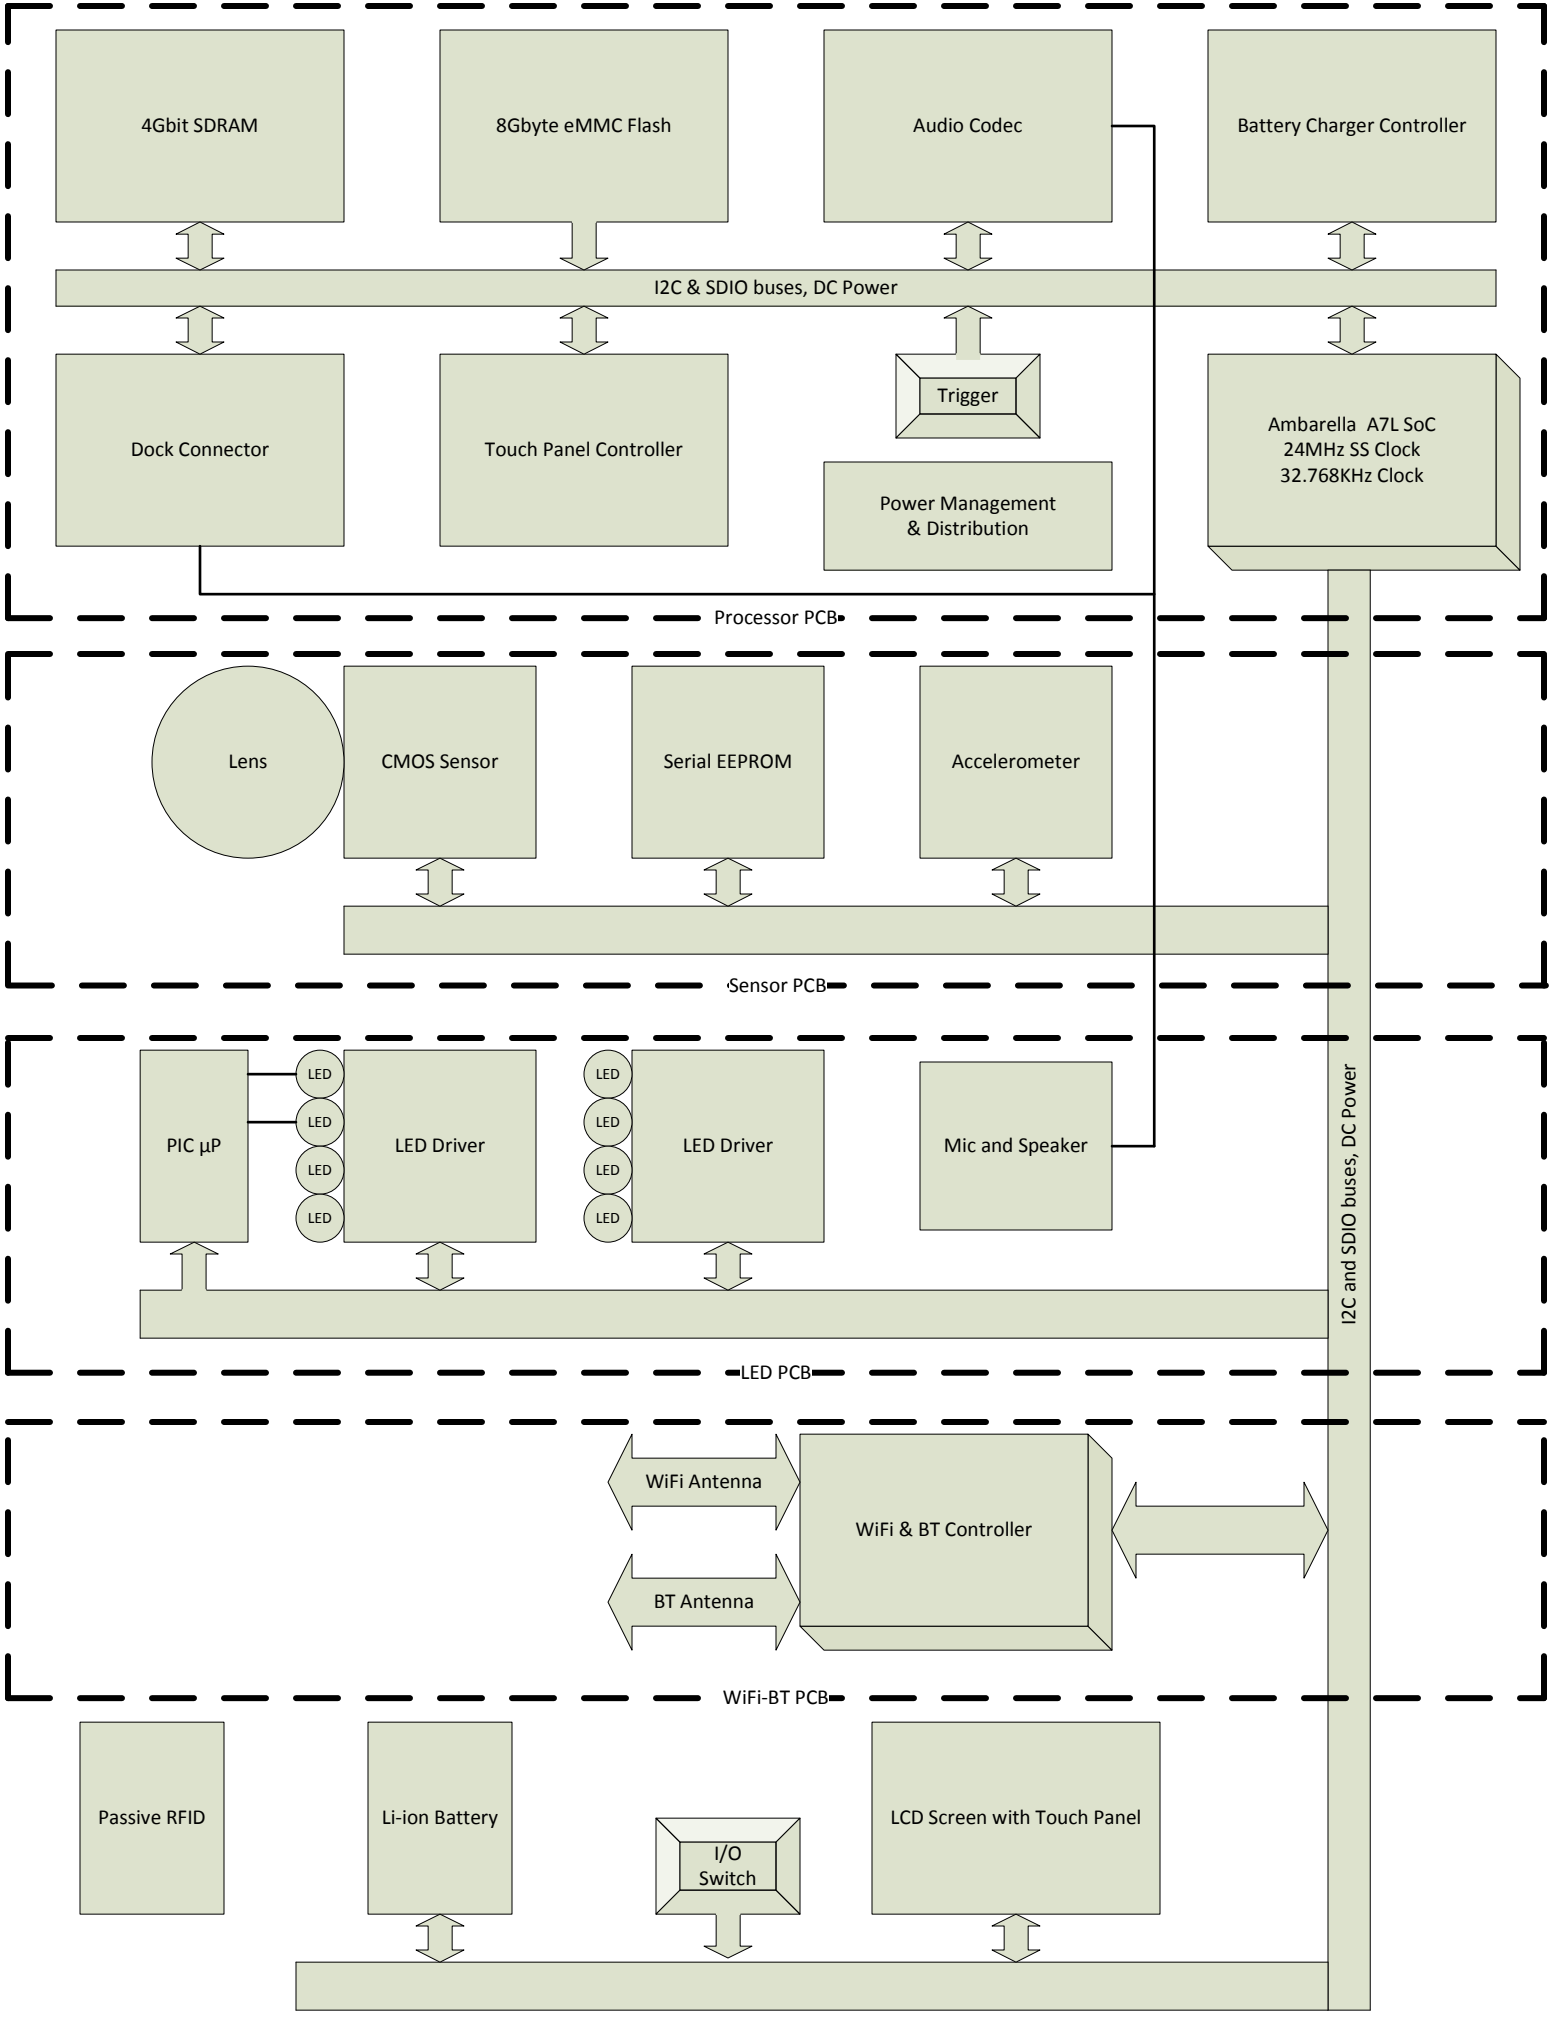 4Gbit SDRAM
8Gbyte eMMC Flash
Audio Codec
Battery Charger Controller
I2C & SDIO buses, DC Power
Dock Connector
Touch Panel Controller
Trigger
Power Management
& Distribution
Ambarella  A7L SoC
24MHz SS Clock
32.768KHz Clock
Processor PCB
Lens
CMOS Sensor
Serial EEPROM
Accelerometer
Sensor PCB
PIC µP
LED
LED
LED
LED
LED Driver
LED
LED
LED
LED
LED Driver
Mic and Speaker
I2C and SDIO buses, DC Power
LED PCB
WiFi Antenna
BT Antenna
WiFi & BT Controller
WiFi-BT PCB
Passive RFID
Li-ion Battery
I/O
Switch
LCD Screen with Touch Panel